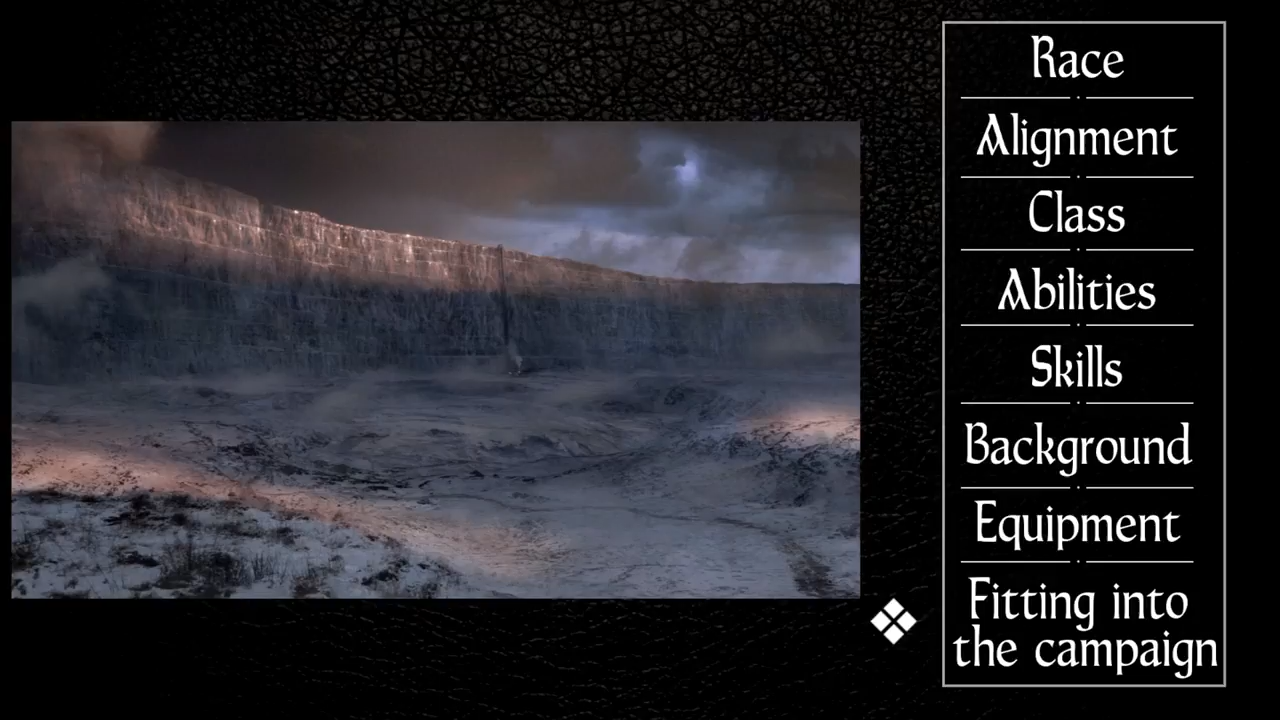 Race
Alignment
Class
Abilities
Skills
Background
Equipment
Fitting into
the campaign